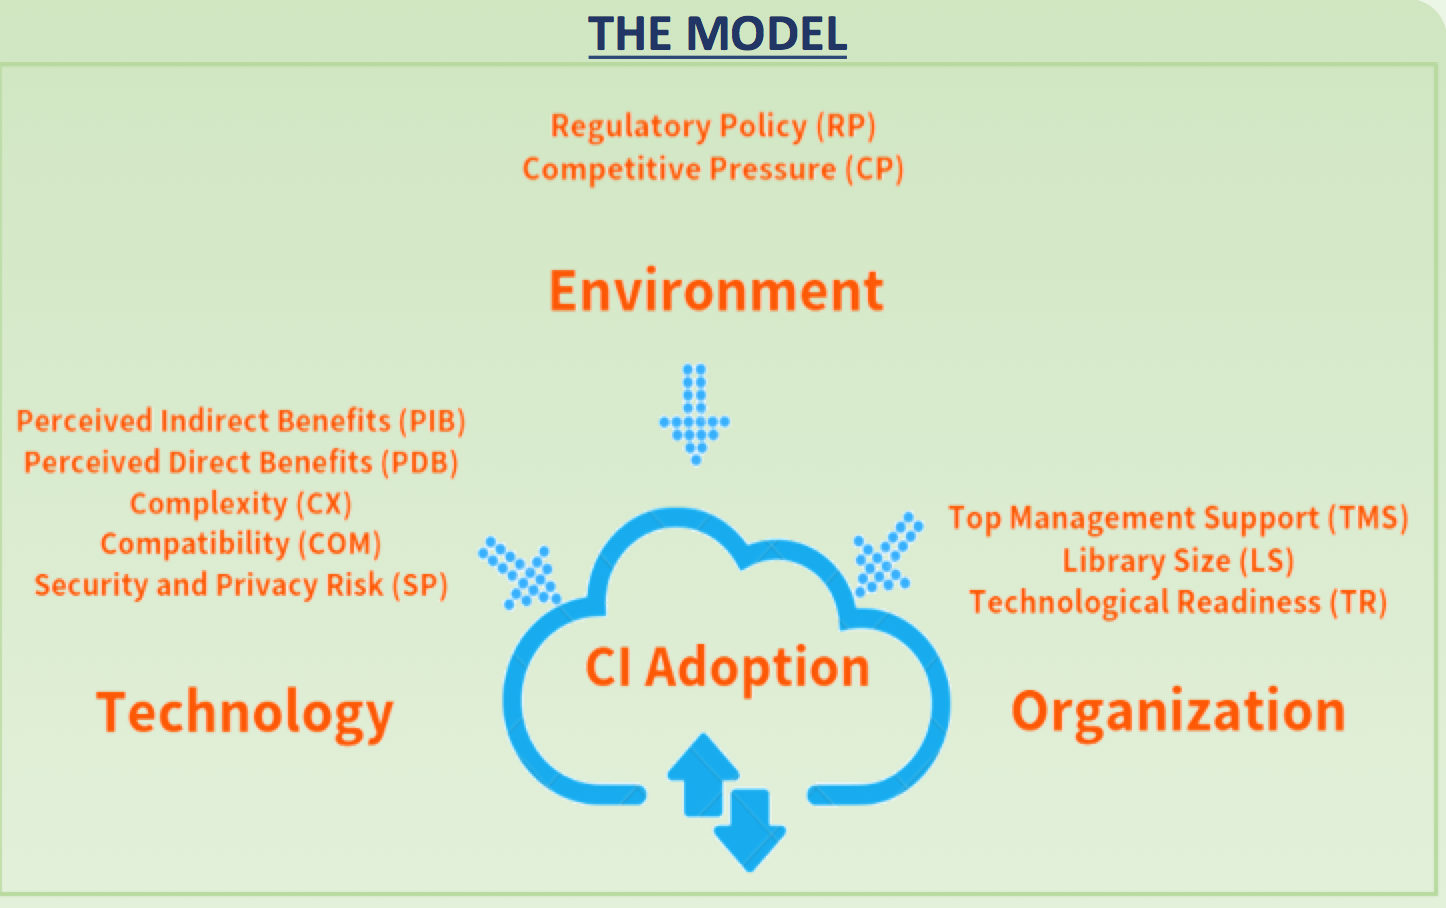 THE MODEL
Regulatory Policy (RP)
Competitive Pressure (CP)
Environment
Perceived Indirect Benefits (PIB)
Perceived Direct Benefits (PDB)
Complexity (CX)
Compatibility (COM)
Security and Privacy Risk (SP)
Technology
CI Adoption
Top Management Support (TMS)
Library Size (LS)
Technological Readiness (TR)
Organization